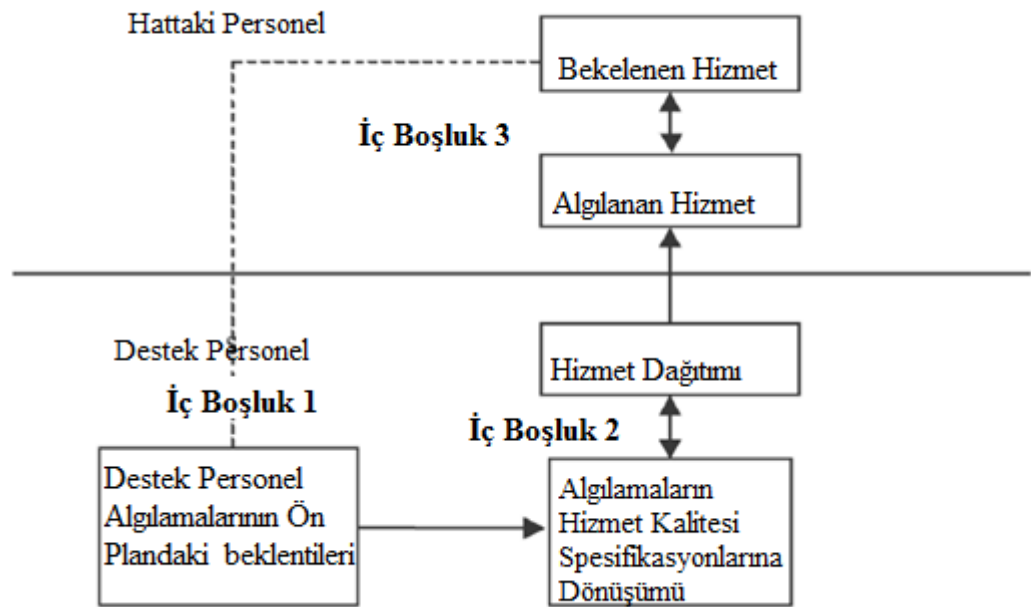 Hattaki Personel
Bekelenen Hizmet
İç Boşluk 3
Algılanan Hizmet
Destek Personel
Hizmet Dağıtımı
İç Boşluk 1
İç Boşluk 2
Destek Personel
Algılamalarının Ön
Plandaki beklentileri
Algılamaların
Hizmet Kalitesi
Spesifikasyonlarına
Dönüşümü